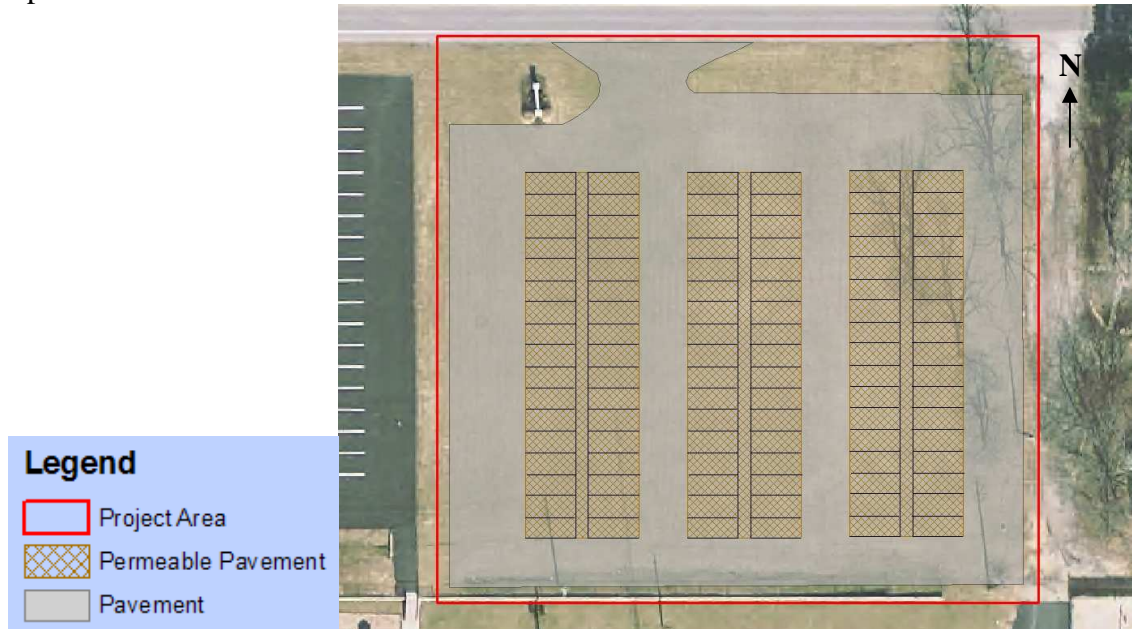 N
Legend
Project Area
Permeable Pavement
Pavement